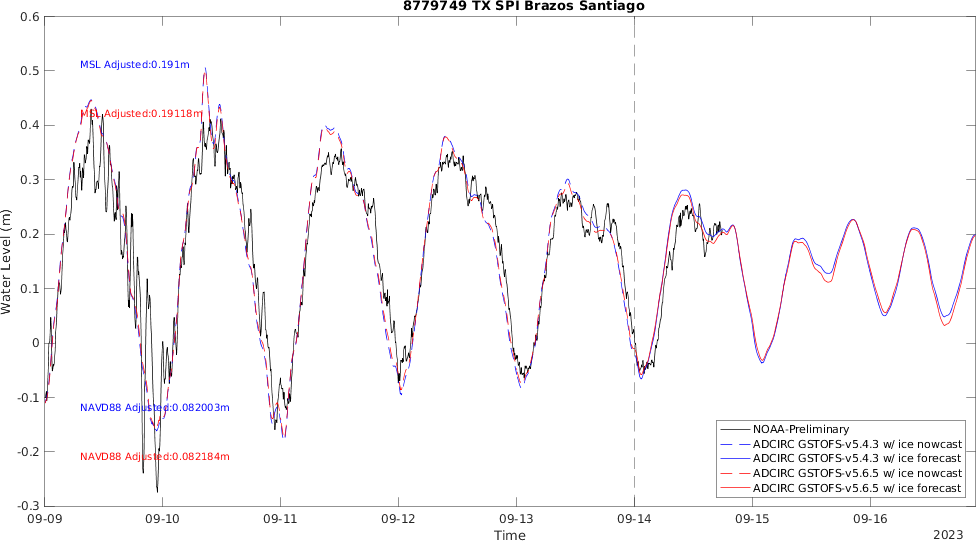 8779749 TX SPI Brazos Santiago
0.6
0.5
0.4
0.3
0.2
0.1
0
-0.1
-0.2
-0.3
Water Level (m)
MSL Adjusted:0.191m
MSL Adjusted:0.19118m
NAVD88 Adjusted:0.082003m
NAVD88 Adjusted:0.082184m
NOAA-Preliminary
ADCIRC GSTOFS-v5.4.3 w/ ice nowcast
ADCIRC GSTOFS-v5.4.3 w/ ice forecast
ADCIRC GSTOFS-v5.6.5 w/ ice nowcast
ADCIRC GSTOFS-v5.6.5 w/ ice forecast
09-09 09-10 09-11 09-12 09-13 09-14 09-15 09-16
Time
2023